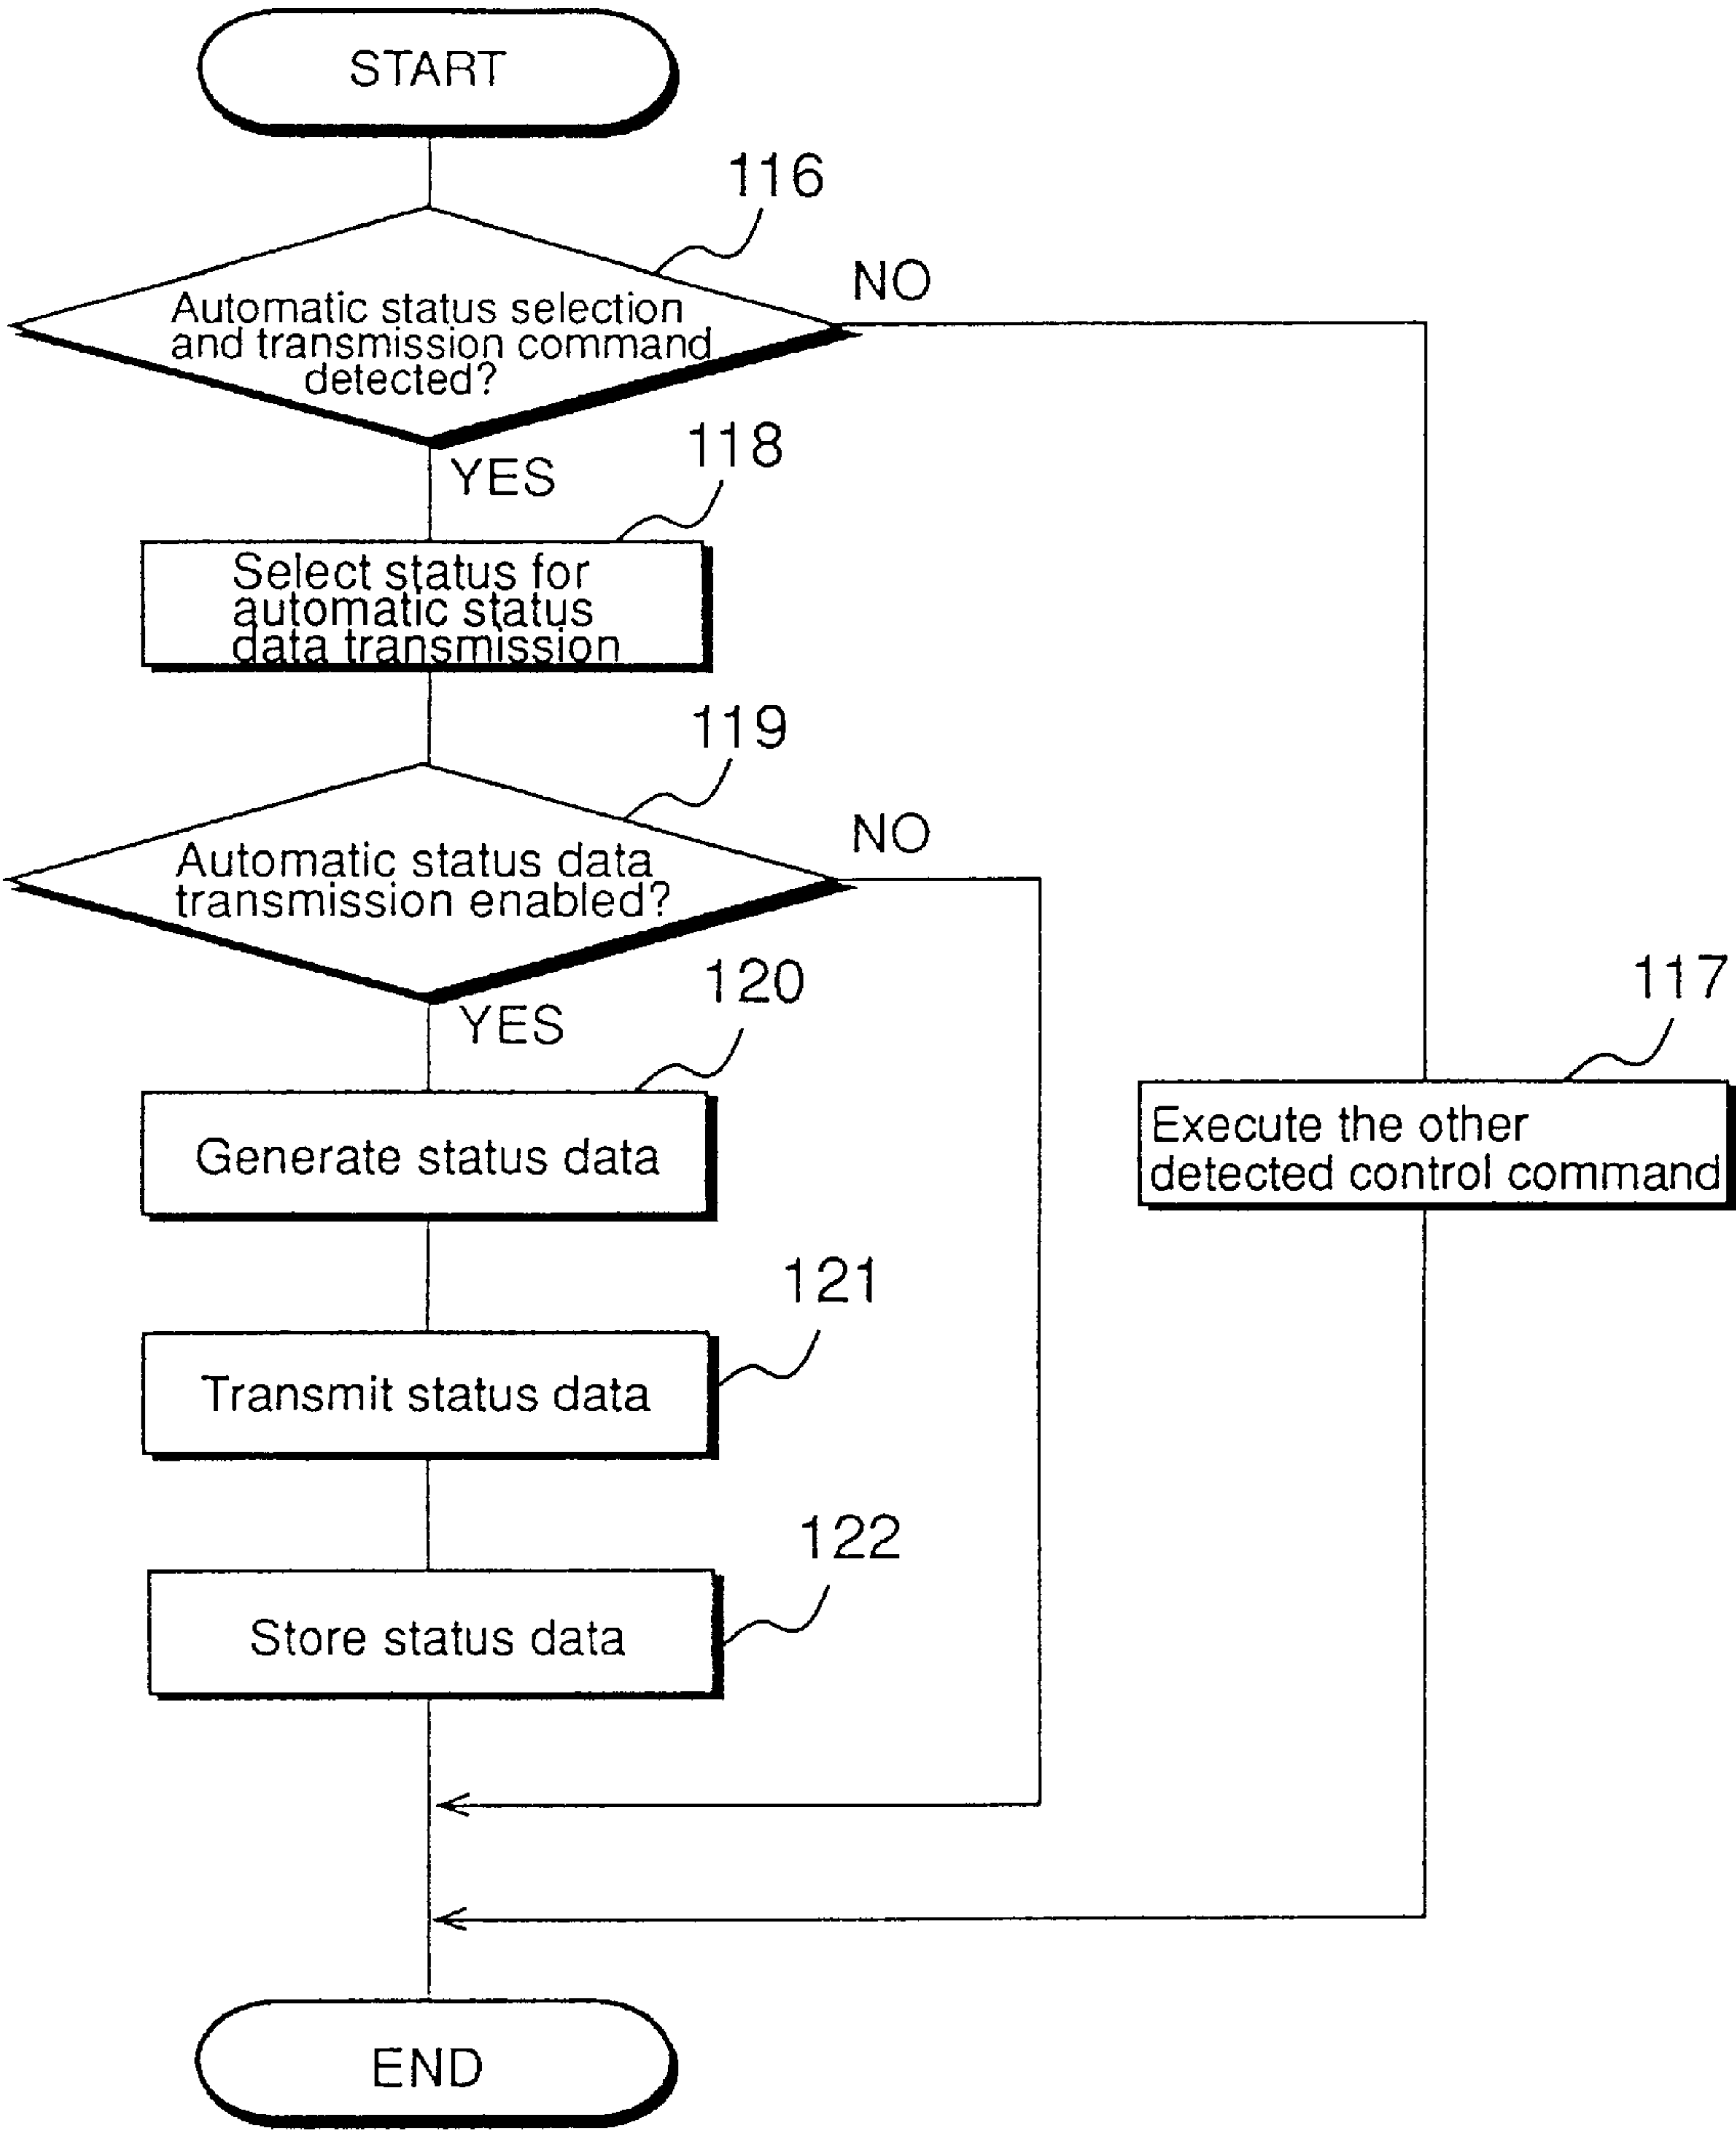 START
116
Automatic status selection
and transmission command
detected?
NO
YES
118
Select status for
automatic status
data transmission
119
Automatic status data
transmission enabled?
NO
YES
120
Generate status data
117
Execute the other
detected control command
121
Transmit status data
122
Store status data
END